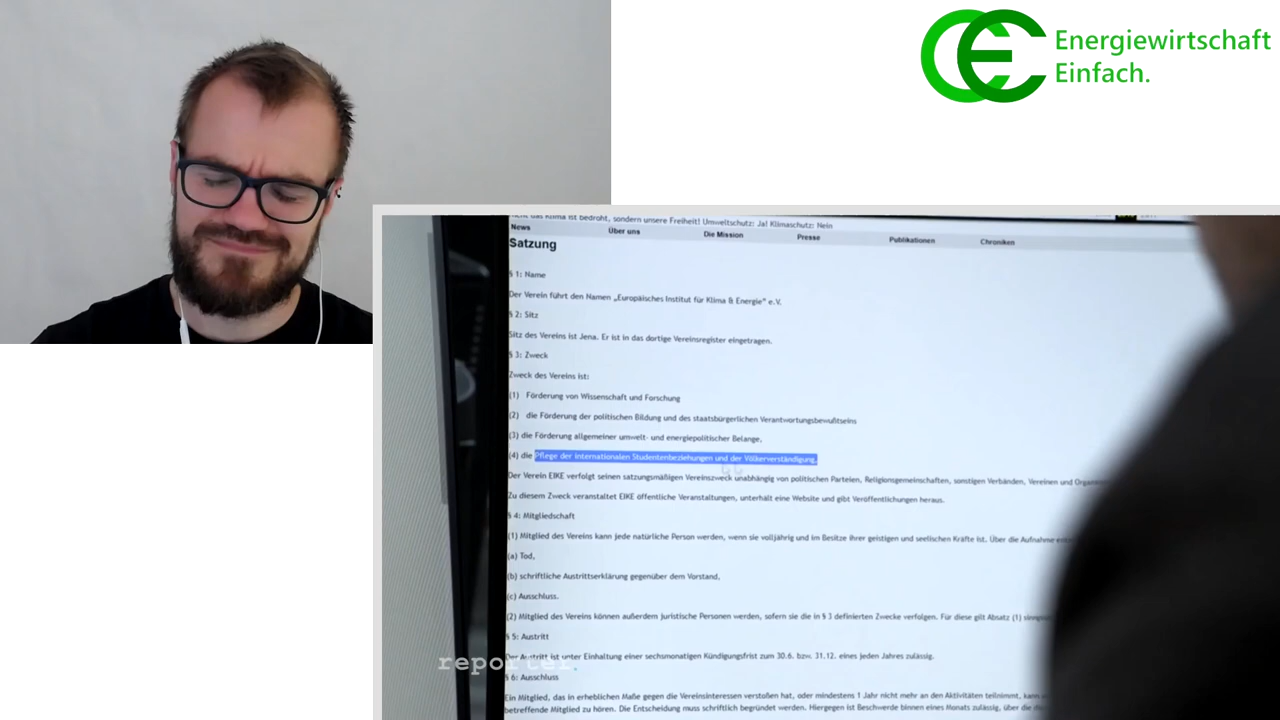 Energiewirtschaft
Einfach.
nicht das Klima ist bedroht, sondern unsere Freiheit! Umweltschutz: Ja! Klimaschutz: Nein
News Über uns Die Mission Presse Publikationen Chroniken
Satzung
§ 1: Name
Der Verein führt den Namen „Europäisches Institut für Klima & Energie“ e.V.
§ 2: Sitz
Sitz des Vereins ist Jena. Er ist in das dortige Vereinsregister eingetragen.
§ 3: Zweck
Zweck des Vereins ist:
(1) Förderung von Wissenschaft und Forschung
(2) die Förderung der politischen Bildung und des staatsbürgerlichen Verantwortungsbewußtseins
(3) die Förderung allgemeiner umwelt- und energiepolitischer Belange,
(4) die Pflege der internationalen Studentenbeziehungen und der Völkerverständigung,
Der Verein EIKE verfolgt seinen satzungsmäßigen Vereinszweck unabhängig von politischen Parteien, Religionsgemeinschaften, sonstigen Verbänden, Vereinen und
Zu diesem Zweck veranstaltet EIKE öffentliche Veranstaltungen, unterhält eine Website und gibt Veröffentlichungen heraus.
§ 4: Mitgliedschaft
(1) Mitglied des Vereins kann jede natürliche Person werden, wenn sie volljährig und im Besitze ihrer geistigen und seelischen Kräfte ist. Über die Aufnahme
(a) Tod,
(b) schriftliche Austrittserklärung gegenüber dem Vorstand,
(c) Ausschluss.
(2) Mitglied des Vereins können außerdem juristische Personen werden, sofern sie die in § 3 definierten Zwecke verfolgen. Für diese gilt Absatz (1)
§ 5: Austritt
Der Austritt ist unter Einhaltung einer sechsmonatigen Kündigungsfrist zum 30.6. bzw. 31.12. eines jeden Jahres zulässig.
reporter.
§ 6: Ausschluss
Ein Mitglied, das in erheblichen Maße gegen die Vereinsinteressen verstoßen hat, oder mindestens 1 Jahr nicht mehr an den Aktivitäten teilnimmt, kann
betreffende Mitglied zu hören. Die Entscheidung muss schriftlich begründet werden. Hiergegen ist Beschwerde binnen eines Monats zulässig, über die